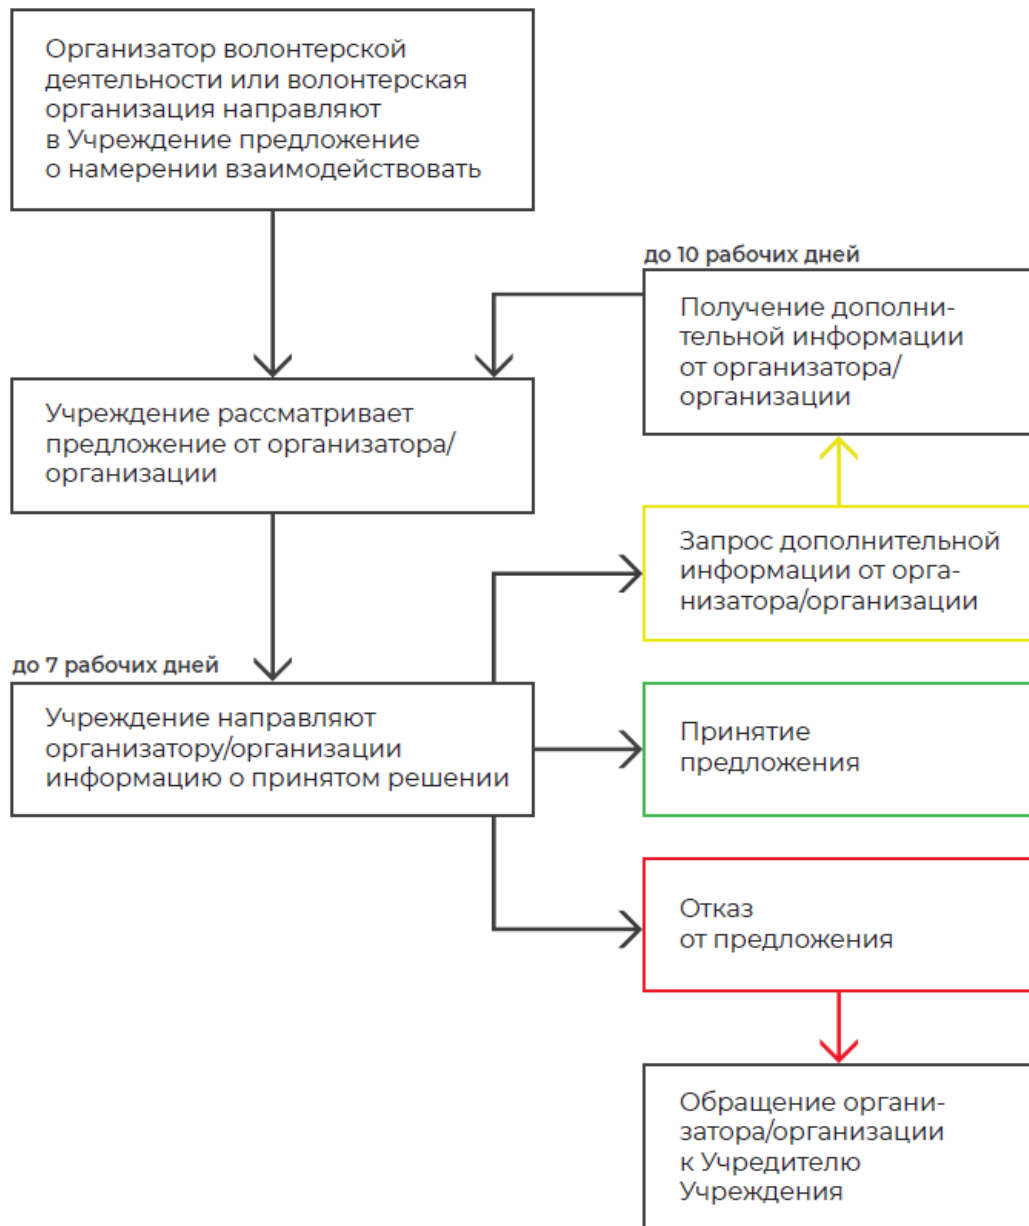 Организатор волонтерской
деятельности или волонтерская
организация направляют
в Учреждение предложение
о намерении взаимодействовать
до 10 рабочих дней
Получение дополни-
тельной информации
от организатора/
организации
Учреждение рассматривает
предложение от организатора/
организации
Запрос дополнительной
информации от орга-
низатора/организации
до 7 рабочих дней
Учреждение направляют
организатору/организации
информацию о принятом решении
Принятие
предложения
Отказ
от предложения
Обращение органи-
затора/организации
к Учредителю
Учреждения